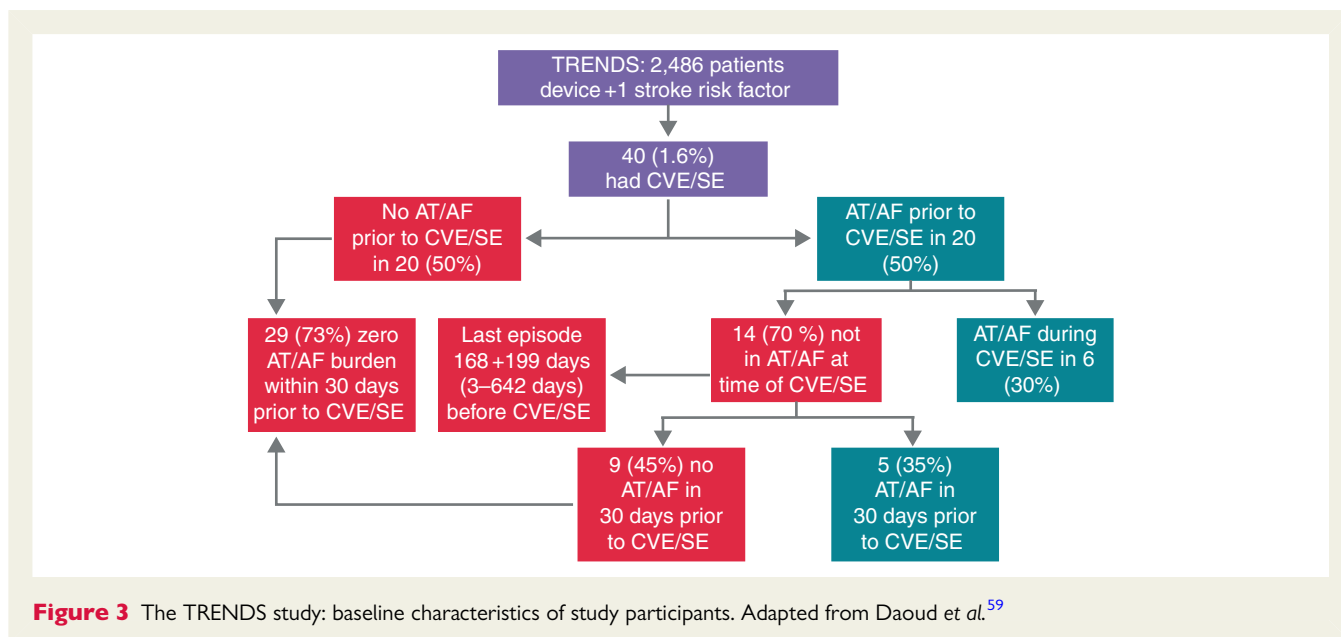 TRENDS: 2,486 patients
device +1 stroke risk factor
40 (1.6%)
had CVE/SE
No AT/AF
prior to CVE/SE
in 20 (50%)
AT/AF prior to
CVE/SE in 20
(50%)
29 (73%) zero
AT/AF burden
within 30 days
prior to CVE/SE
Last episode
168 +199 days
(3–642 days)
before CVE/SE
14 (70 %) not
in AT/AF at
time of CVE/SE
AT/AF during
CVE/SE in 6
(30%)
9 (45%) no
AT/AF in
30 days prior
to CVE/SE
5 (35%)
AT/AF in
30 days prior
to CVE/SE
Figure 3 The TRENDS study: baseline characteristics of study participants. Adapted from Daoud et al.59